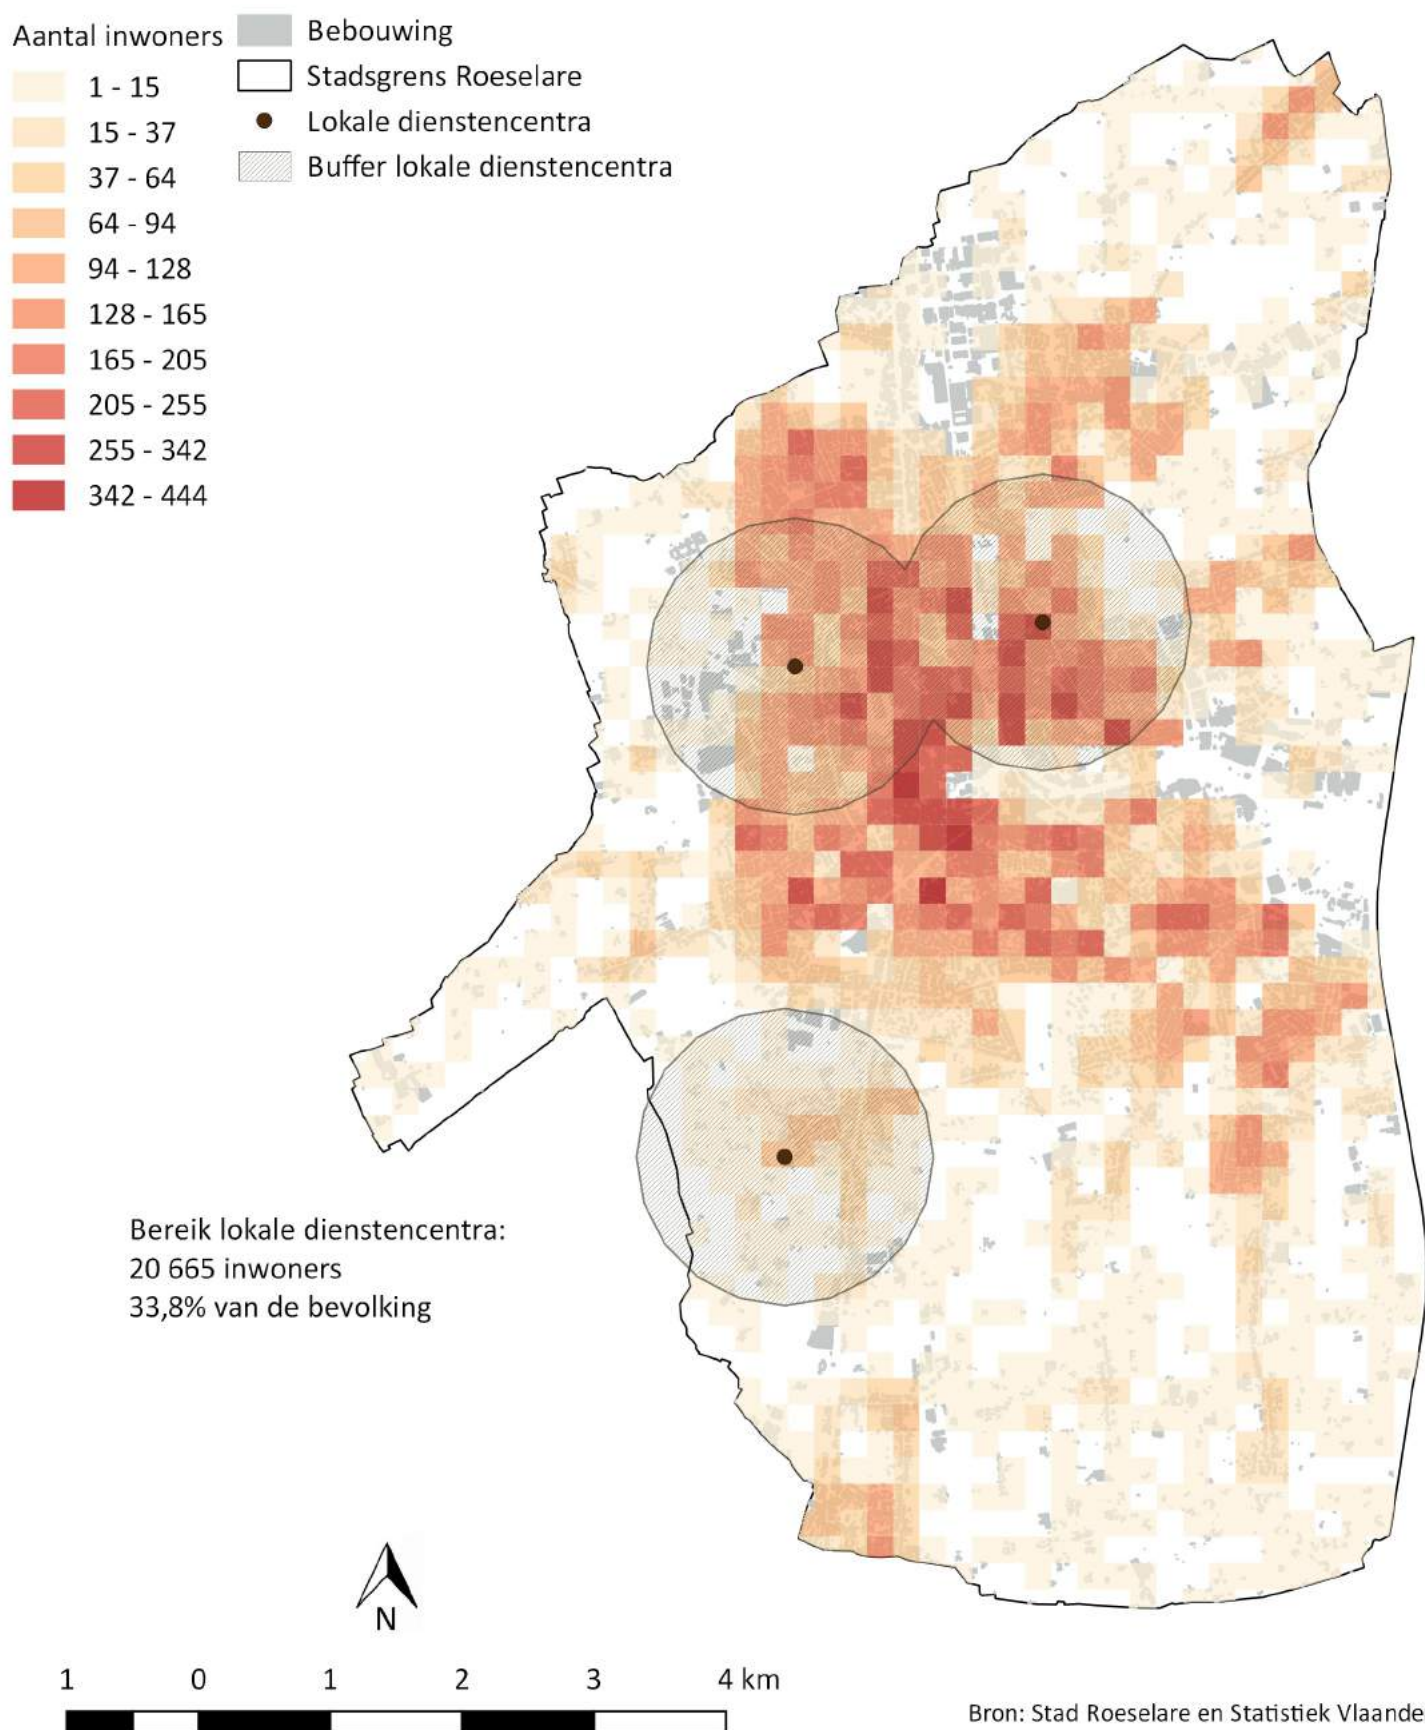 Aantal inwoners
1 - 15
15 - 37
37 - 64
64 - 94
94 - 128
128 - 165
165 - 205
205 - 255
255 - 342
342 - 444
Bebouwing
Stadsgrens Roeselare
Lokale dienstencentra
Buffer lokale dienstencentra
Bereik lokale dienstencentra:
20 665 inwoners
33,8% van de bevolking
N
1 0 1 2 3 4 km
Bron: Stad Roeselare en Statistiek Vlaande